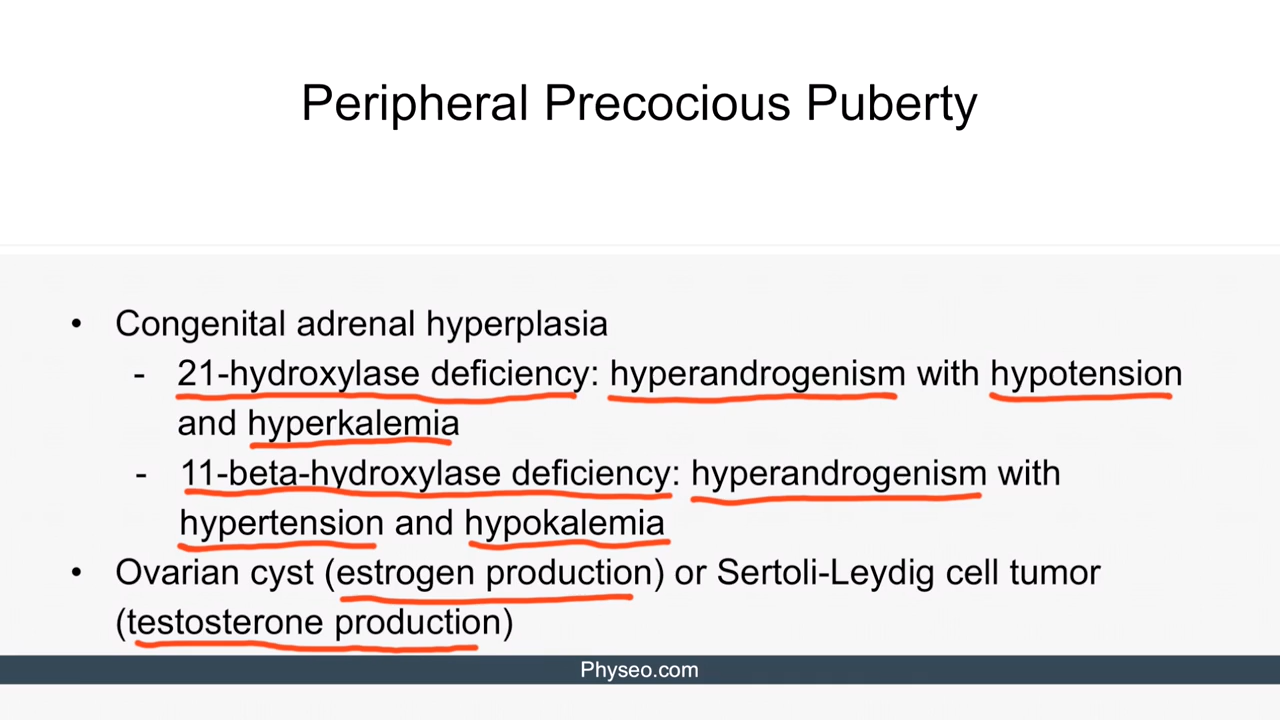 Peripheral Precocious Puberty
• Congenital adrenal hyperplasia
- 21-hydroxylase deficiency: hyperandrogenism with hypotension
and hyperkalemia
- 11-beta-hydroxylase deficiency: hyperandrogenism with
hypertension and hypokalemia
• Ovarian cyst (estrogen production) or Sertoli-Leydig cell tumor
(testosterone production)
Physeo.com